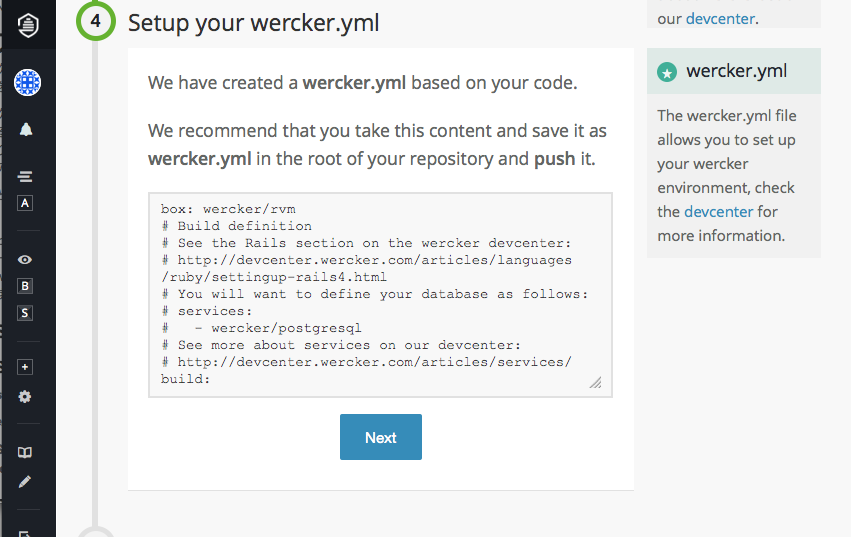 4
Setup your wercker.yml
We have created a wercker.yml based on your code.
We recommend that you take this content and save it as
wercker.yml in the root of your repository and push it.
box: wercker/rvm
# Build definition
# See the Rails section on the wercker devcenter:
# http://devcenter.wercker.com/articles/languages
/ruby/settingup-rails4.html
# You will want to define your database as follows:
# services:
#   - wercker/postgresql
# See more about services on our devcenter:
# http://devcenter.wercker.com/articles/services/
build:
Next
our devcenter.
wercker.yml
The wercker.yml file
allows you to set up
your wercker
environment, check
the devcenter for
more information.
A
B
S